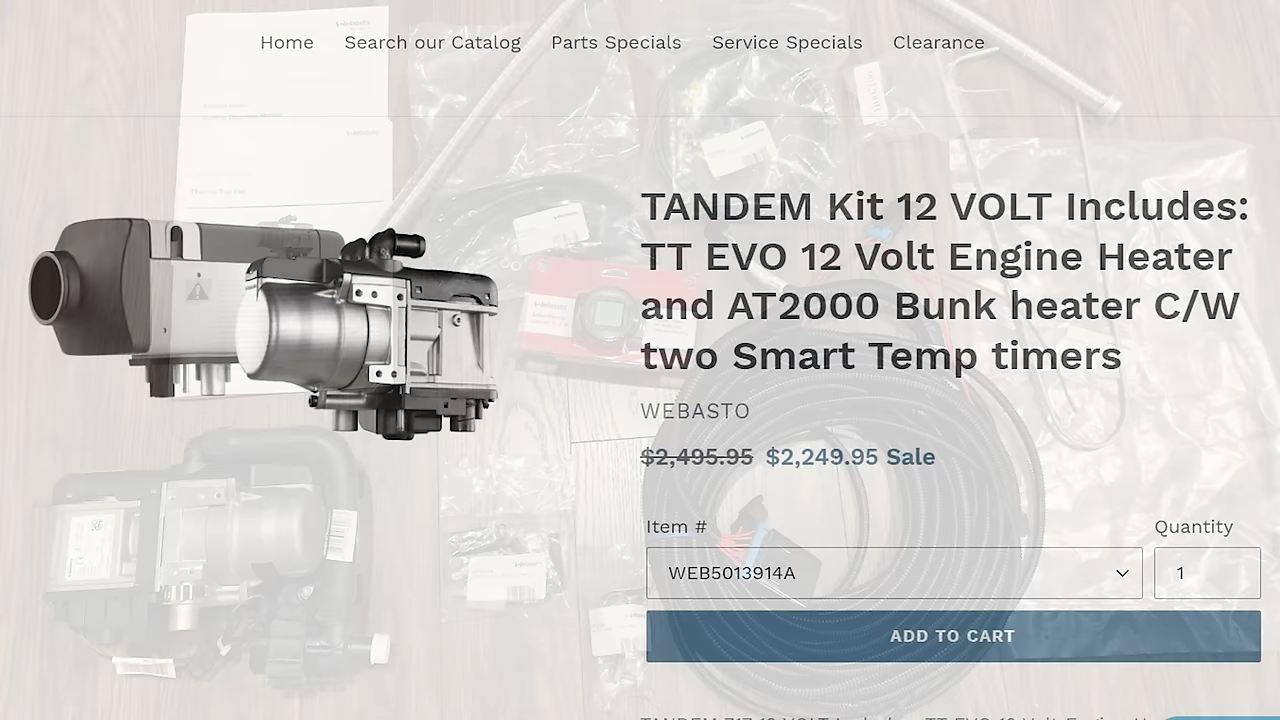 Home Search our Catalog Parts Specials Service Specials Clearance
TANDEM Kit 12 VOLT Includes:
TT EVO 12 Volt Engine Heater
and AT2000 Bunk heater C/W
two Smart Temp timers
WEBASTO
$2,495.95 $2,249.95 Sale
Item # Quantity
WEB5013914A 1
ADD TO CART